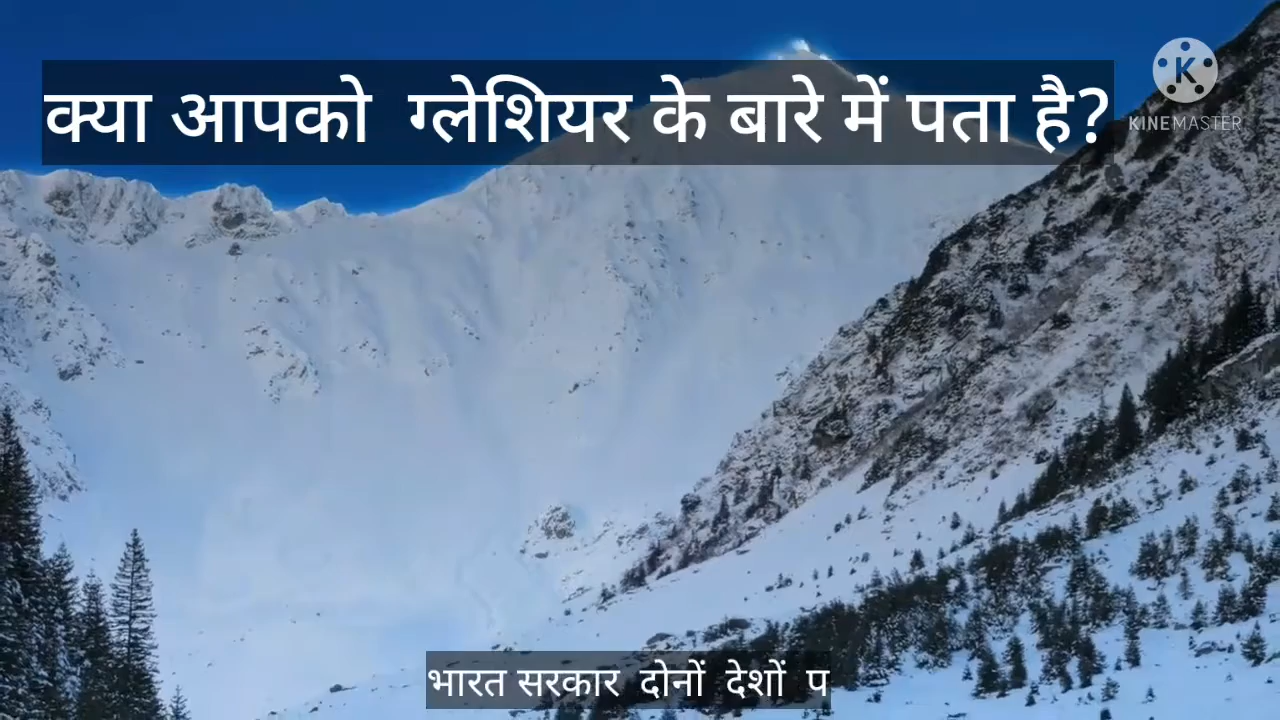 क्या आपको ग्लेशियर के बारे में पता है?
K
KINEMASTER
भारत सरकार दोनों देशों प